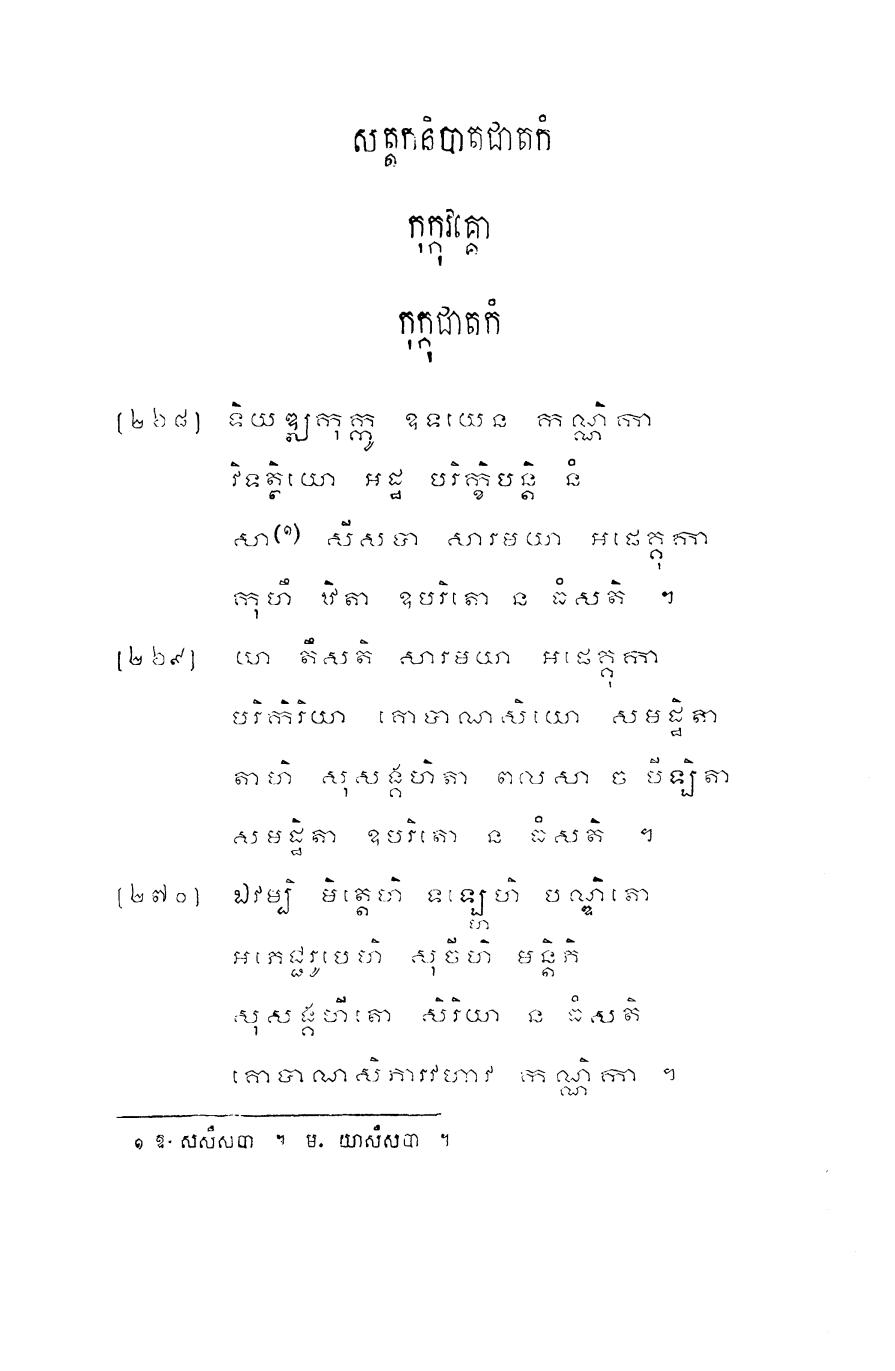 សត្តកនិបាតជាតកំ
កុក្កុវគ្គោ
កុក្កុជាតកំ
[២៦៨] ទិយឌ្ឍកុក្កូ ឧទយេន កណ្ណិកា
វិទត្ថិយោ អដ្ឋ បរិក្ខិបន្តិ នំ
សា(១) សឹសបា សារមយា អផេគ្គុកា
កុហឹ ឋិតា ឧបរិតោ ន ធំសតិ ។
[២៦៩] យា តឹសតិ សារមយា អផេគ្គុកា
បរិកិរិយា គោបាណសិយោ សមដ្ឋិតា
តាហិ សុសង្គហិតា ពលសា ច បីឡិតា
សមដ្ឋិតា ឧបរិតោ ន ធំសតិ ។
[២៧០] ឯវម្បិ មិត្តេហិ ទឡ្ហេហិ បណ្ឌិតោ
អភេជ្ជរូបេហិ សុចីហិ មន្តិភិ
សុសង្គហីតោ សិរិយា ន ធំសតិ
គោបាណសិភារវហាវ កណ្ណិកា ។
១ ឱ. សសឹសបា ។ ម. យាសឹសបា ។